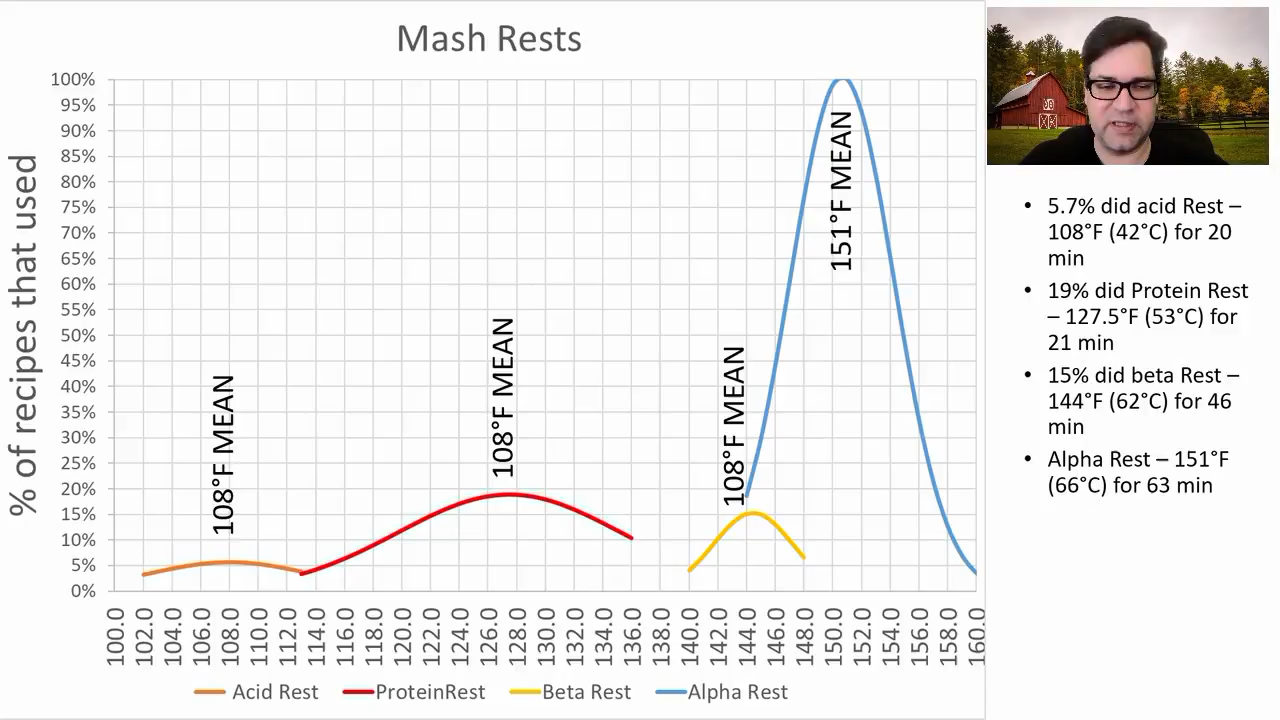 Mash Rests
% of recipes that used
100%
95%
90%
85%
80%
75%
70%
65%
60%
55%
50%
45%
40%
35%
30%
25%
20%
15%
10%
5%
0%
108°F MEAN
108°F MEAN
108°F MEAN
151°F MEAN
100.0
102.0
104.0
106.0
108.0
110.0
112.0
114.0
116.0
118.0
120.0
122.0
124.0
126.0
128.0
130.0
132.0
134.0
136.0
138.0
140.0
142.0
144.0
146.0
148.0
150.0
152.0
154.0
156.0
158.0
160.0
Acid Rest
ProteinRest
Beta Rest
Alpha Rest
• 5.7% did acid Rest –
108°F (42°C) for 20
min
• 19% did Protein Rest
– 127.5°F (53°C) for
21 min
• 15% did beta Rest –
144°F (62°C) for 46
min
• Alpha Rest – 151°F
(66°C) for 63 min